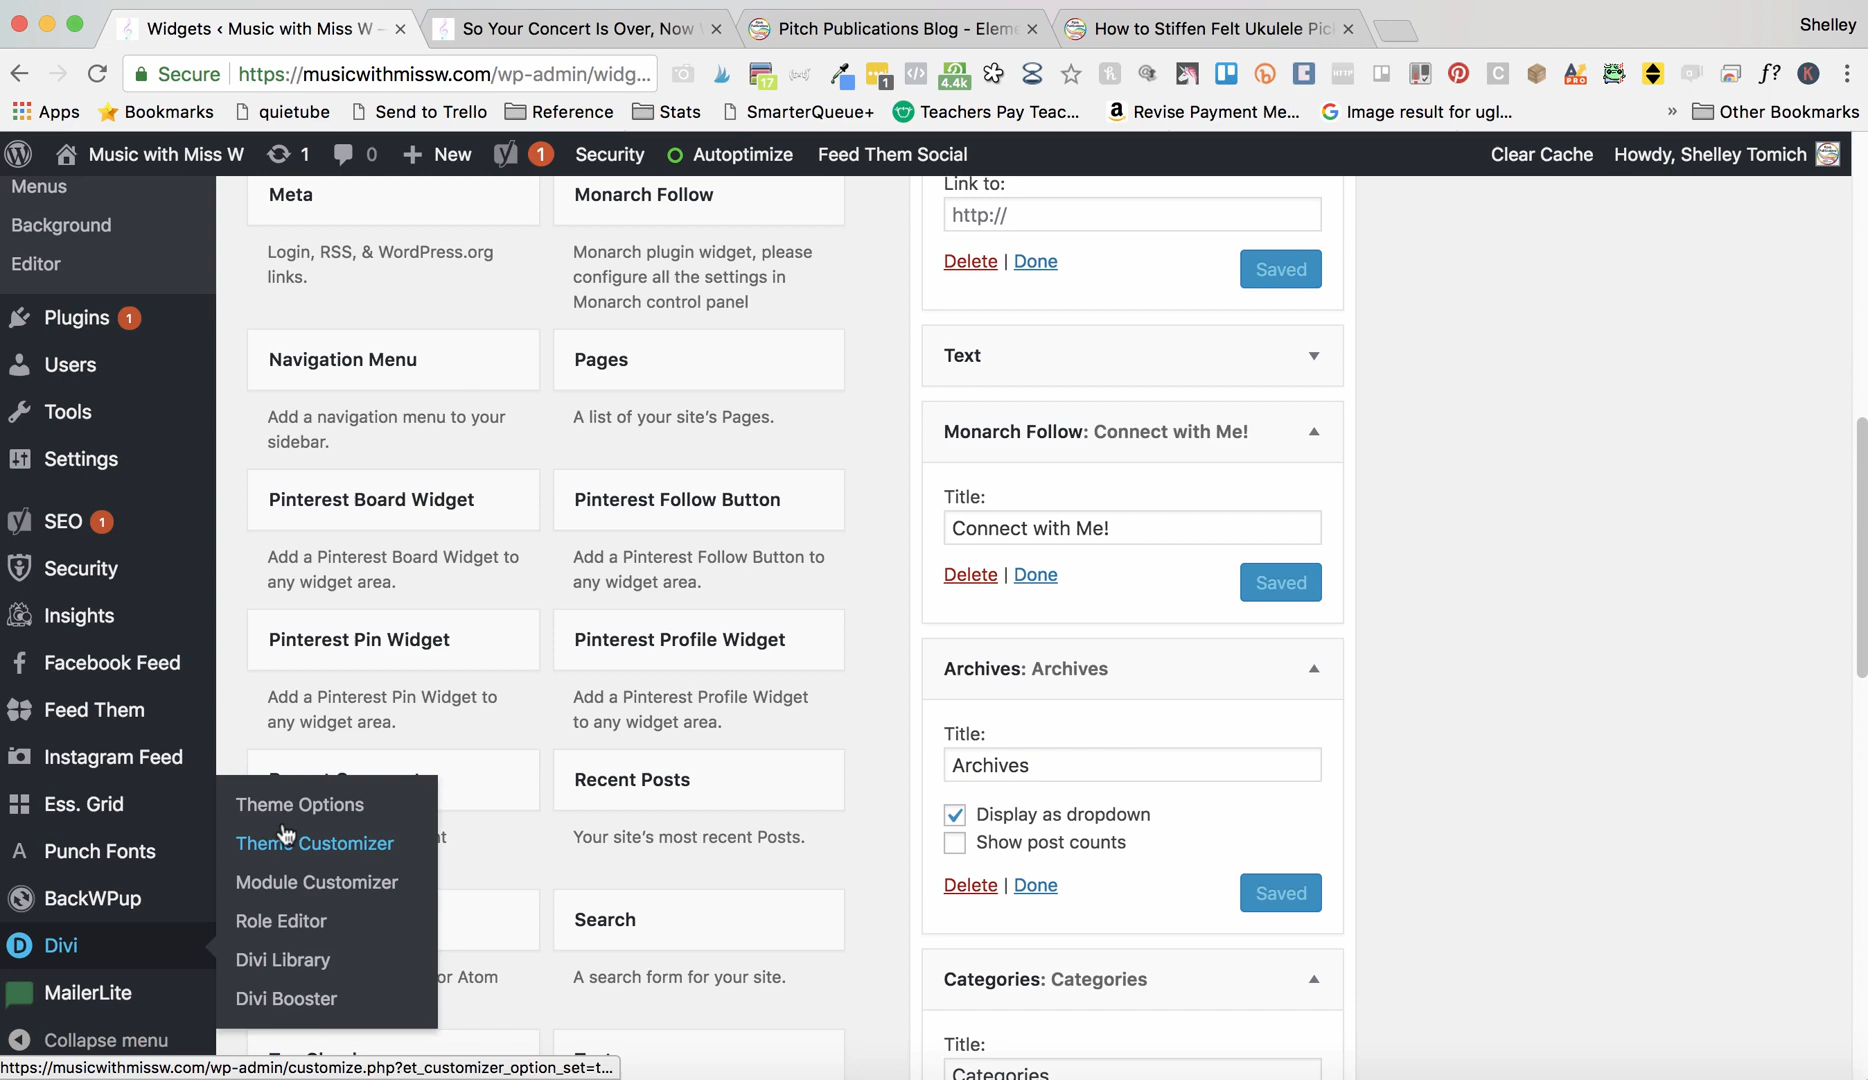 Widgets ‹ Music with Miss W -
So Your Concert Is Over, Now
Pitch Publications Blog - Eleme
How to Stiffen Felt Ukulele Pic
Shelley
Secure
https://musicwithmissw.com/wp-admin/widg...
17
1
4.4k
HTTP
PRO
f?
K
Apps
Bookmarks
quietube
Send to Trello
Reference
Stats
SmarterQueue+
Teachers Pay Teac...
Revise Payment Me...
Image result for ugl...
»
Other Bookmarks
Music with Miss W
1
0
New
1
Security
Autoptimize
Feed Them Social
Clear Cache
Howdy, Shelley Tomich
Menus
Background
Editor
Plugins 1
Users
Tools
Settings
SEO 1
Security
Insights
Facebook Feed
Feed Them
Instagram Feed
Ess. Grid
Punch Fonts
BackWPup
Divi
MailerLite
Collapse menu
Theme Options
Theme Customizer
Module Customizer
Role Editor
Divi Library
Divi Booster
Meta
Login, RSS, & WordPress.org
links.
Monarch Follow
Monarch plugin widget, please
configure all the settings in
Monarch control panel
Navigation Menu
Add a navigation menu to your
sidebar.
Pages
A list of your site's Pages.
Pinterest Board Widget
Add a Pinterest Board Widget to
any widget area.
Pinterest Follow Button
Add a Pinterest Follow Button to
any widget area.
Pinterest Pin Widget
Add a Pinterest Pin Widget to
any widget area.
Pinterest Profile Widget
Add a Pinterest Profile Widget
to any widget area.
Recent Posts
Your site's most recent Posts.
Search
A search form for your site.
or Atom
Link to:
http://
Delete | Done
Saved
Text
Monarch Follow: Connect with Me!
Title:
Connect with Me!
Delete | Done
Saved
Archives: Archives
Title:
Archives
Display as dropdown
Show post counts
Delete | Done
Saved
Categories: Categories
Title:
Categories
https://musicwithmissw.com/wp-admin/customize.php?et_customizer_option_set=t...